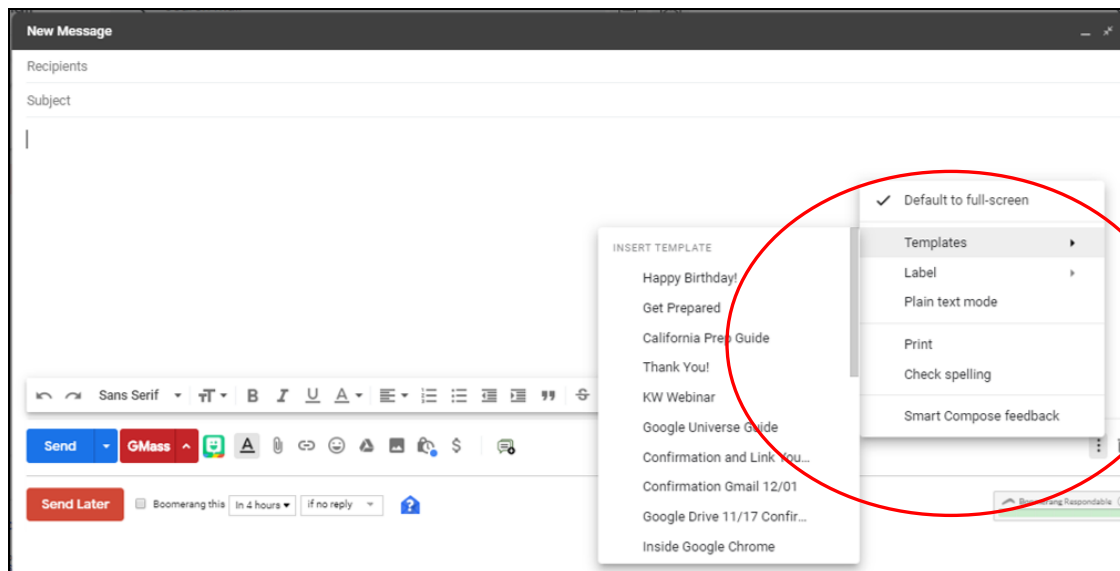 New Message
Recipients
Subject
Default to full-screen
Templates
Label
Plain text mode
Print
Check spelling
Smart Compose feedback
INSERT TEMPLATE
Happy Birthday!
Get Prepared
California Prep Guide
Thank You!
KW Webinar
Google Universe Guide
Confirmation and Link You...
Confirmation Gmail 12/01
Google Drive 11/17 Confir...
Inside Google Chrome
Sans Serif
Send GMass
Send Later Boomerang this In 4 hours if no reply
Boomerang Respondable